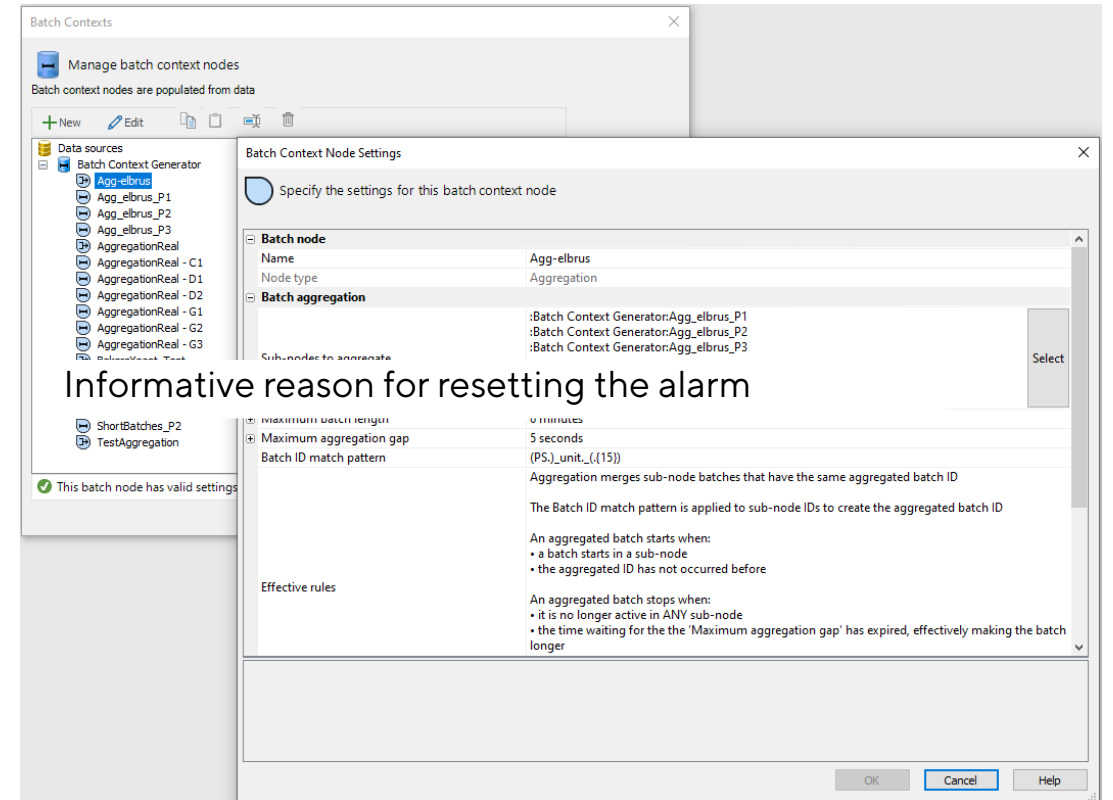 Batch Contexts
Manage batch context nodes
Batch context nodes are populated from data
New Edit
Data sources
Batch Context Generator
Agg-elbrus
Agg_elbrus_P1
Agg_elbrus_P2
Agg_elbrus_P3
AggregationReal
AggregationReal - C1
AggregationReal - D1
AggregationReal - D2
AggregationReal - G1
AggregationReal - G2
AggregationReal - G3
ShortBatches_P2
TestAggregation
This batch node has valid settings
Batch Context Node Settings
Specify the settings for this batch context node
Batch node
Name Agg-elbrus
Node type Aggregation
Batch aggregation
:Batch Context Generator:Agg_elbrus_P1
:Batch Context Generator:Agg_elbrus_P2
:Batch Context Generator:Agg_elbrus_P3
Sub-nodes to aggregate
Select
Informative reason for resetting the alarm
Maximum batch length minutes
Maximum aggregation gap 5 seconds
Batch ID match pattern (PS.)_unit._(.{15})
Effective rules
Aggregation merges sub-node batches that have the same aggregated batch ID
The Batch ID match pattern is applied to sub-node IDs to create the aggregated batch ID
An aggregated batch starts when:
• a batch starts in a sub-node
• the aggregated ID has not occurred before
An aggregated batch stops when:
• it is no longer active in ANY sub-node
• the time waiting for the the 'Maximum aggregation gap' has expired, effectively making the batch
longer
OK Cancel Help